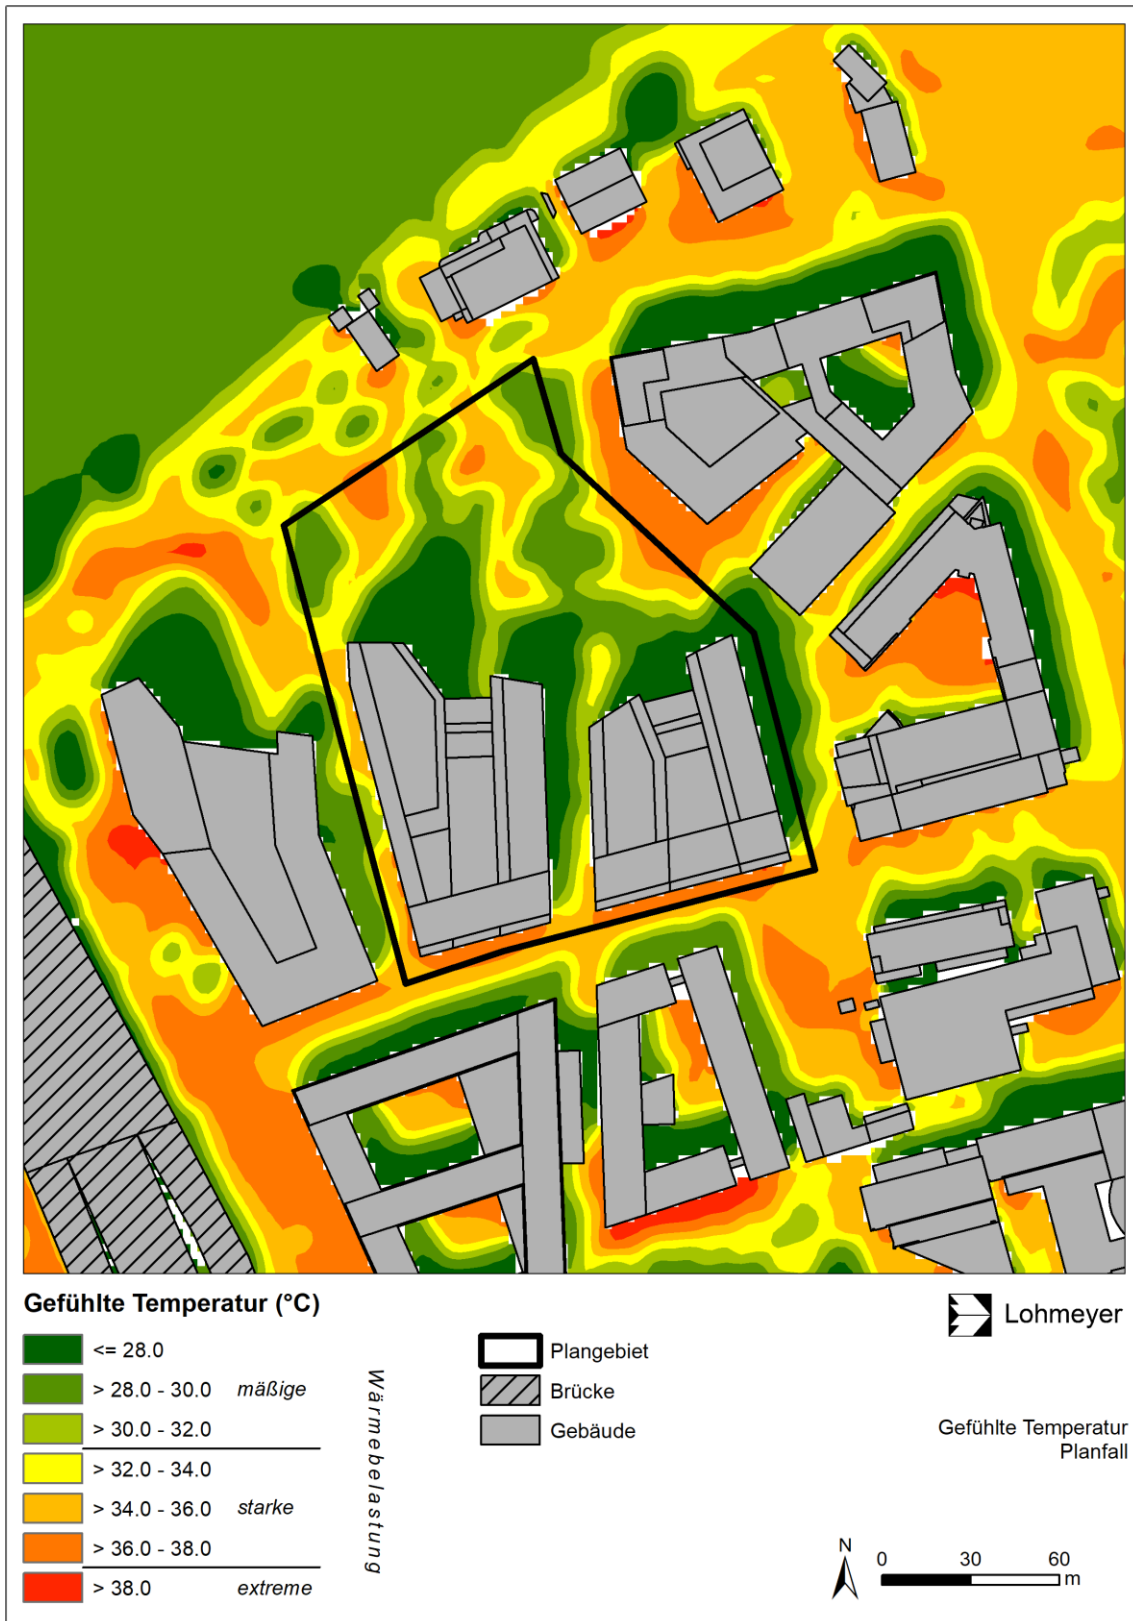 Gefühlte Temperatur (°C)
<= 28.0
> 28.0 - 30.0 mäßige
> 30.0 - 32.0
> 32.0 - 34.0
> 34.0 - 36.0 starke
> 36.0 - 38.0
> 38.0 extreme
Wärmebelastung
Plangebiet
Brücke
Gebäude
Lohmeyer
Gefühlte Temperatur
Planfall
N
0 30 60
m